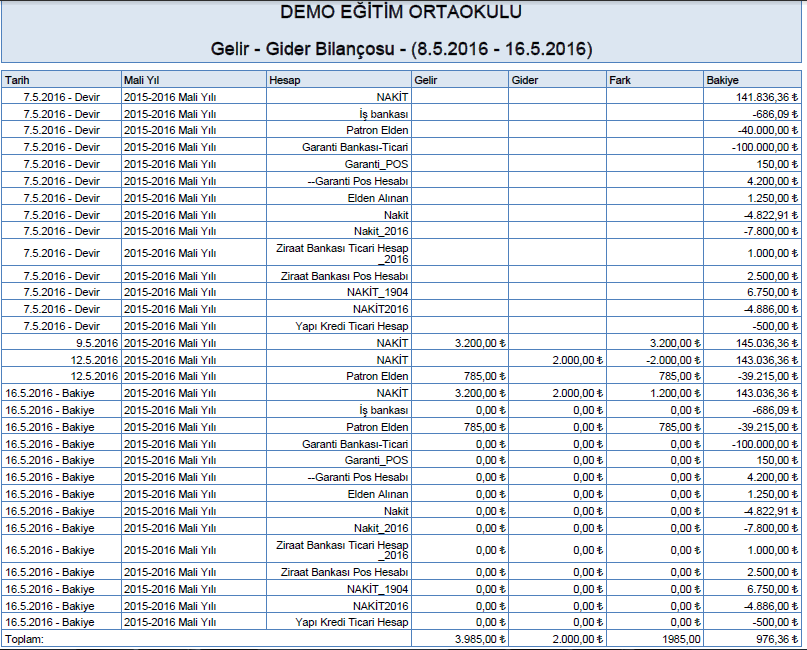 DEMO EĞİTİM ORTAOKULU
Gelir - Gider Bilançosu - (8.5.2016 - 16.5.2016)
Tarih Mali Yıl Hesap Gelir Gider Fark Bakiye
7.5.2016 - Devir 2015-2016 Mali Yılı NAKİT 141.836,36 ₺
7.5.2016 - Devir 2015-2016 Mali Yılı İş bankası -686,09 ₺
7.5.2016 - Devir 2015-2016 Mali Yılı Patron Elden -40.000,00 ₺
7.5.2016 - Devir 2015-2016 Mali Yılı Garanti Bankası-Ticari -100.000,00 ₺
7.5.2016 - Devir 2015-2016 Mali Yılı Garanti_POS 150,00 ₺
7.5.2016 - Devir 2015-2016 Mali Yılı --Garanti Pos Hesabı 4.200,00 ₺
7.5.2016 - Devir 2015-2016 Mali Yılı Elden Alınan 1.250,00 ₺
7.5.2016 - Devir 2015-2016 Mali Yılı Nakit -4.822,91 ₺
7.5.2016 - Devir 2015-2016 Mali Yılı Nakit_2016 -7.800,00 ₺
7.5.2016 - Devir 2015-2016 Mali Yılı Ziraat Bankası Ticari Hesap 1.000,00 ₺
_2016
7.5.2016 - Devir 2015-2016 Mali Yılı Ziraat Bankası Pos Hesabı 2.500,00 ₺
7.5.2016 - Devir 2015-2016 Mali Yılı NAKİT_1904 6.750,00 ₺
7.5.2016 - Devir 2015-2016 Mali Yılı NAKİT2016 -4.886,00 ₺
7.5.2016 - Devir 2015-2016 Mali Yılı Yapı Kredi Ticari Hesap -500,00 ₺
9.5.2016 2015-2016 Mali Yılı NAKİT 3.200,00 ₺ 3.200,00 ₺ 145.036,36 ₺
12.5.2016 2015-2016 Mali Yılı NAKİT 2.000,00 ₺ -2.000,00 ₺ 143.036,36 ₺
12.5.2016 2015-2016 Mali Yılı Patron Elden 785,00 ₺ 785,00 ₺ -39.215,00 ₺
16.5.2016 - Bakiye 2015-2016 Mali Yılı NAKİT 3.200,00 ₺ 2.000,00 ₺ 1.200,00 ₺ 143.036,36 ₺
16.5.2016 - Bakiye 2015-2016 Mali Yılı İş bankası 0,00 ₺ 0,00 ₺ 0,00 ₺ -686,09 ₺
16.5.2016 - Bakiye 2015-2016 Mali Yılı Patron Elden 785,00 ₺ 0,00 ₺ 785,00 ₺ -39.215,00 ₺
16.5.2016 - Bakiye 2015-2016 Mali Yılı Garanti Bankası-Ticari 0,00 ₺ 0,00 ₺ 0,00 ₺ -100.000,00 ₺
16.5.2016 - Bakiye 2015-2016 Mali Yılı Garanti_POS 0,00 ₺ 0,00 ₺ 0,00 ₺ 150,00 ₺
16.5.2016 - Bakiye 2015-2016 Mali Yılı --Garanti Pos Hesabı 0,00 ₺ 0,00 ₺ 0,00 ₺ 4.200,00 ₺
16.5.2016 - Bakiye 2015-2016 Mali Yılı Elden Alınan 0,00 ₺ 0,00 ₺ 0,00 ₺ 1.250,00 ₺
16.5.2016 - Bakiye 2015-2016 Mali Yılı Nakit 0,00 ₺ 0,00 ₺ 0,00 ₺ -4.822,91 ₺
16.5.2016 - Bakiye 2015-2016 Mali Yılı Nakit_2016 0,00 ₺ 0,00 ₺ 0,00 ₺ -7.800,00 ₺
16.5.2016 - Bakiye 2015-2016 Mali Yılı Ziraat Bankası Ticari Hesap 0,00 ₺ 0,00 ₺ 0,00 ₺ 1.000,00 ₺
_2016
16.5.2016 - Bakiye 2015-2016 Mali Yılı Ziraat Bankası Pos Hesabı 0,00 ₺ 0,00 ₺ 0,00 ₺ 2.500,00 ₺
16.5.2016 - Bakiye 2015-2016 Mali Yılı NAKİT_1904 0,00 ₺ 0,00 ₺ 0,00 ₺ 6.750,00 ₺
16.5.2016 - Bakiye 2015-2016 Mali Yılı NAKİT2016 0,00 ₺ 0,00 ₺ 0,00 ₺ -4.886,00 ₺
16.5.2016 - Bakiye 2015-2016 Mali Yılı Yapı Kredi Ticari Hesap 0,00 ₺ 0,00 ₺ 0,00 ₺ -500,00 ₺
Toplam: 3.985,00 ₺ 2.000,00 ₺ 1985,00 976,36 ₺